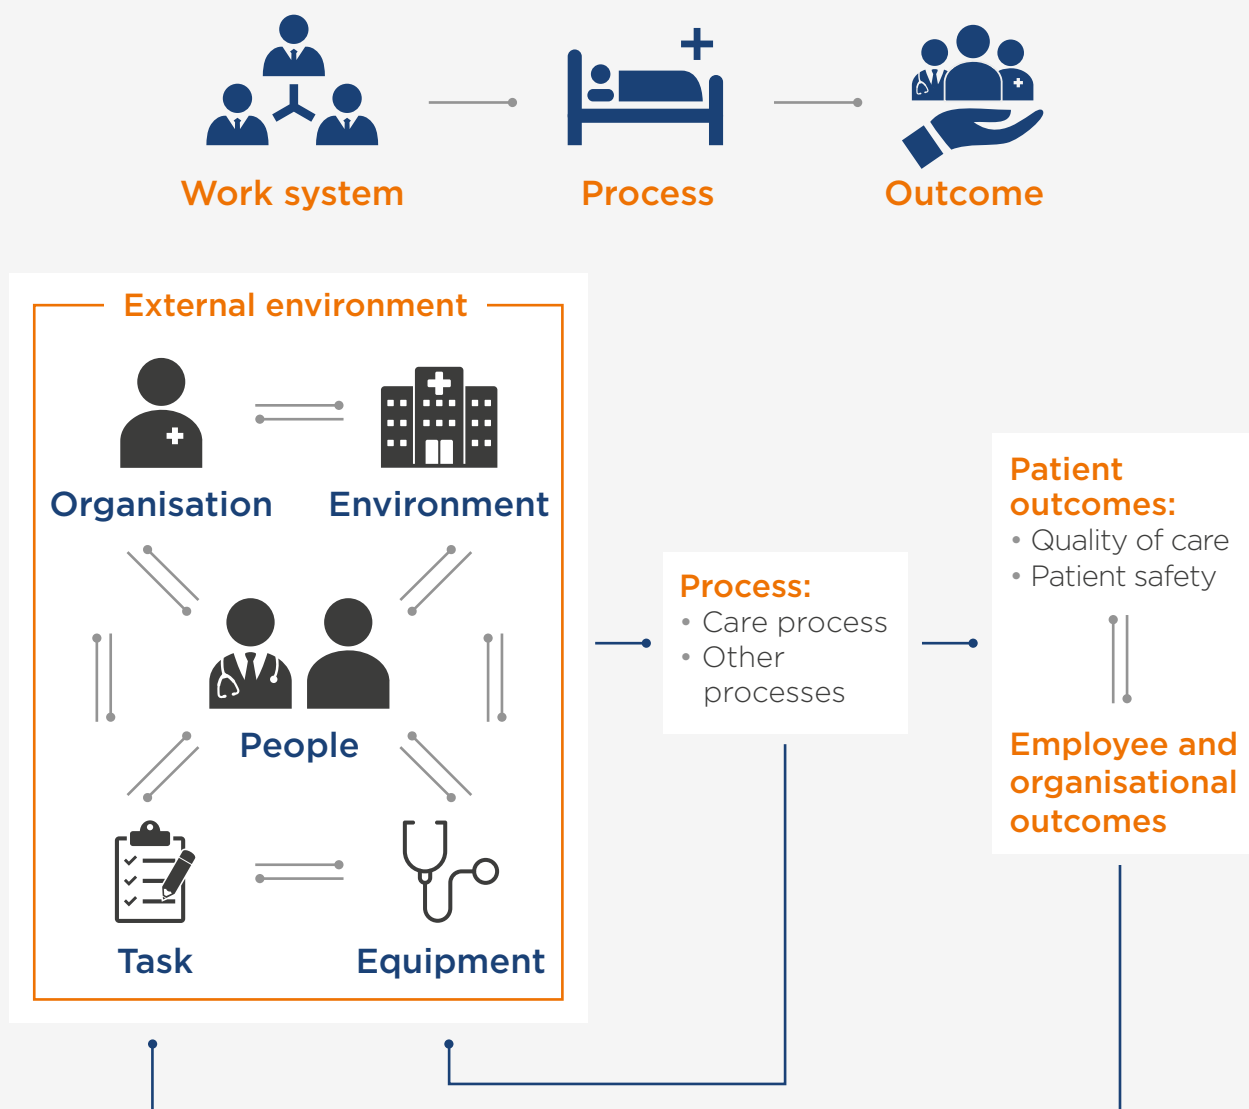 Work system
Process
Outcome
External environment
Organisation
Environment
People
Task
Equipment
Process:
• Care process
• Other
processes
Patient
outcomes:
• Quality of care
• Patient safety
Employee and
organisational
outcomes